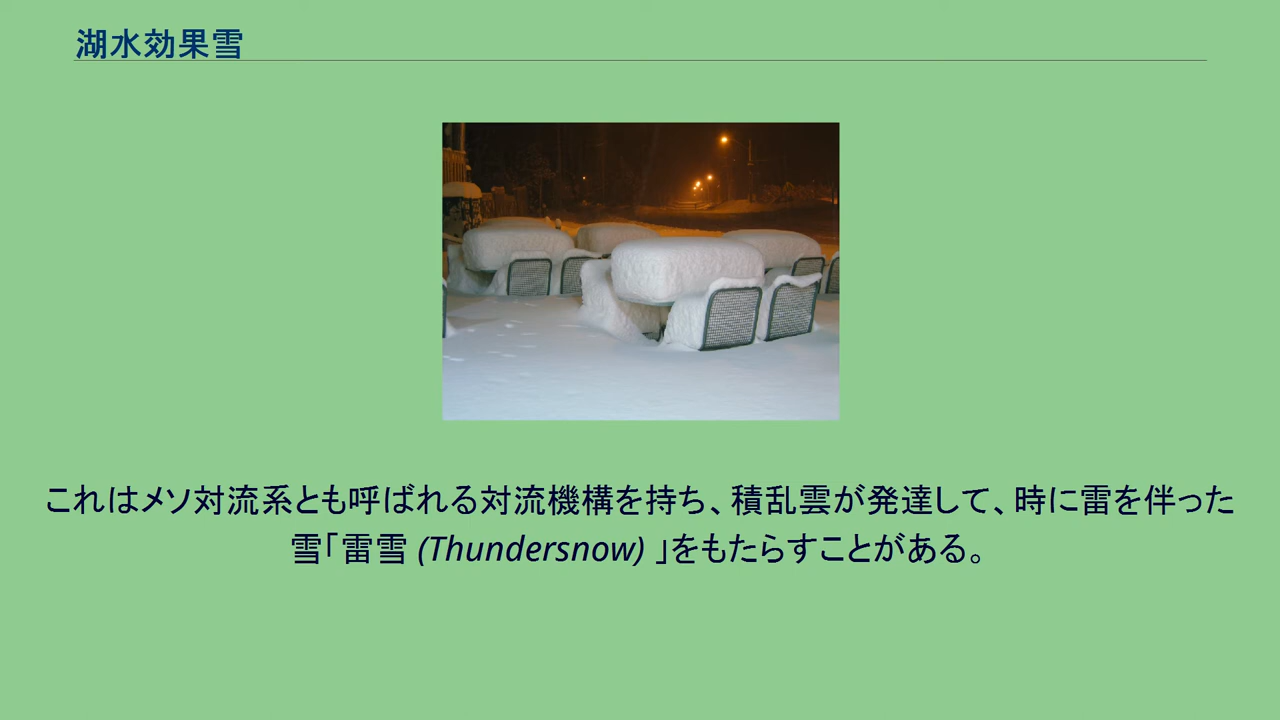 湖水効果雪
これはメソ対流系とも呼ばれる対流機構を持ち、積乱雲が発達して、時に雷を伴った
雪「雷雪 (Thundersnow) 」をもたらすことがある。